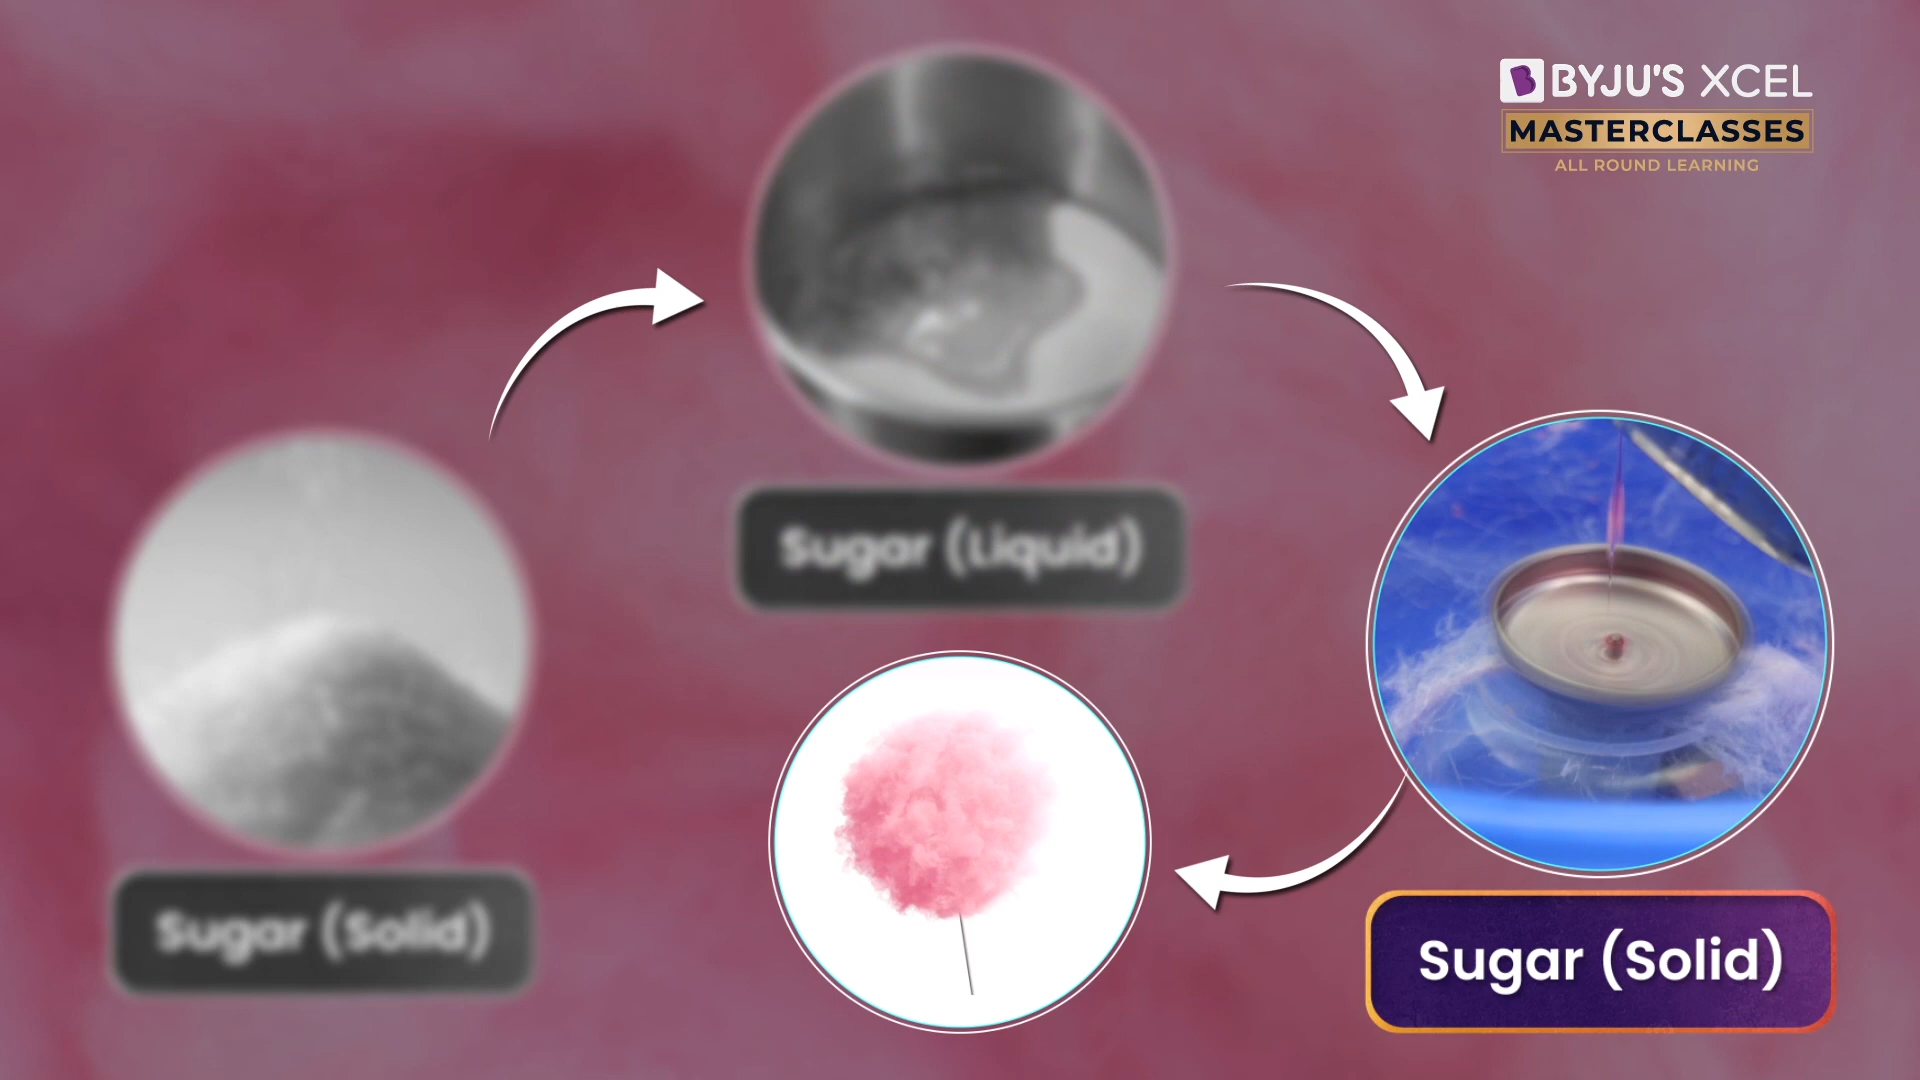 BYJU'S XCEL
MASTERCLASSES
ALL ROUND LEARNING
Sugar (Liquid)
Sugar (Solid)
Sugar (Solid)